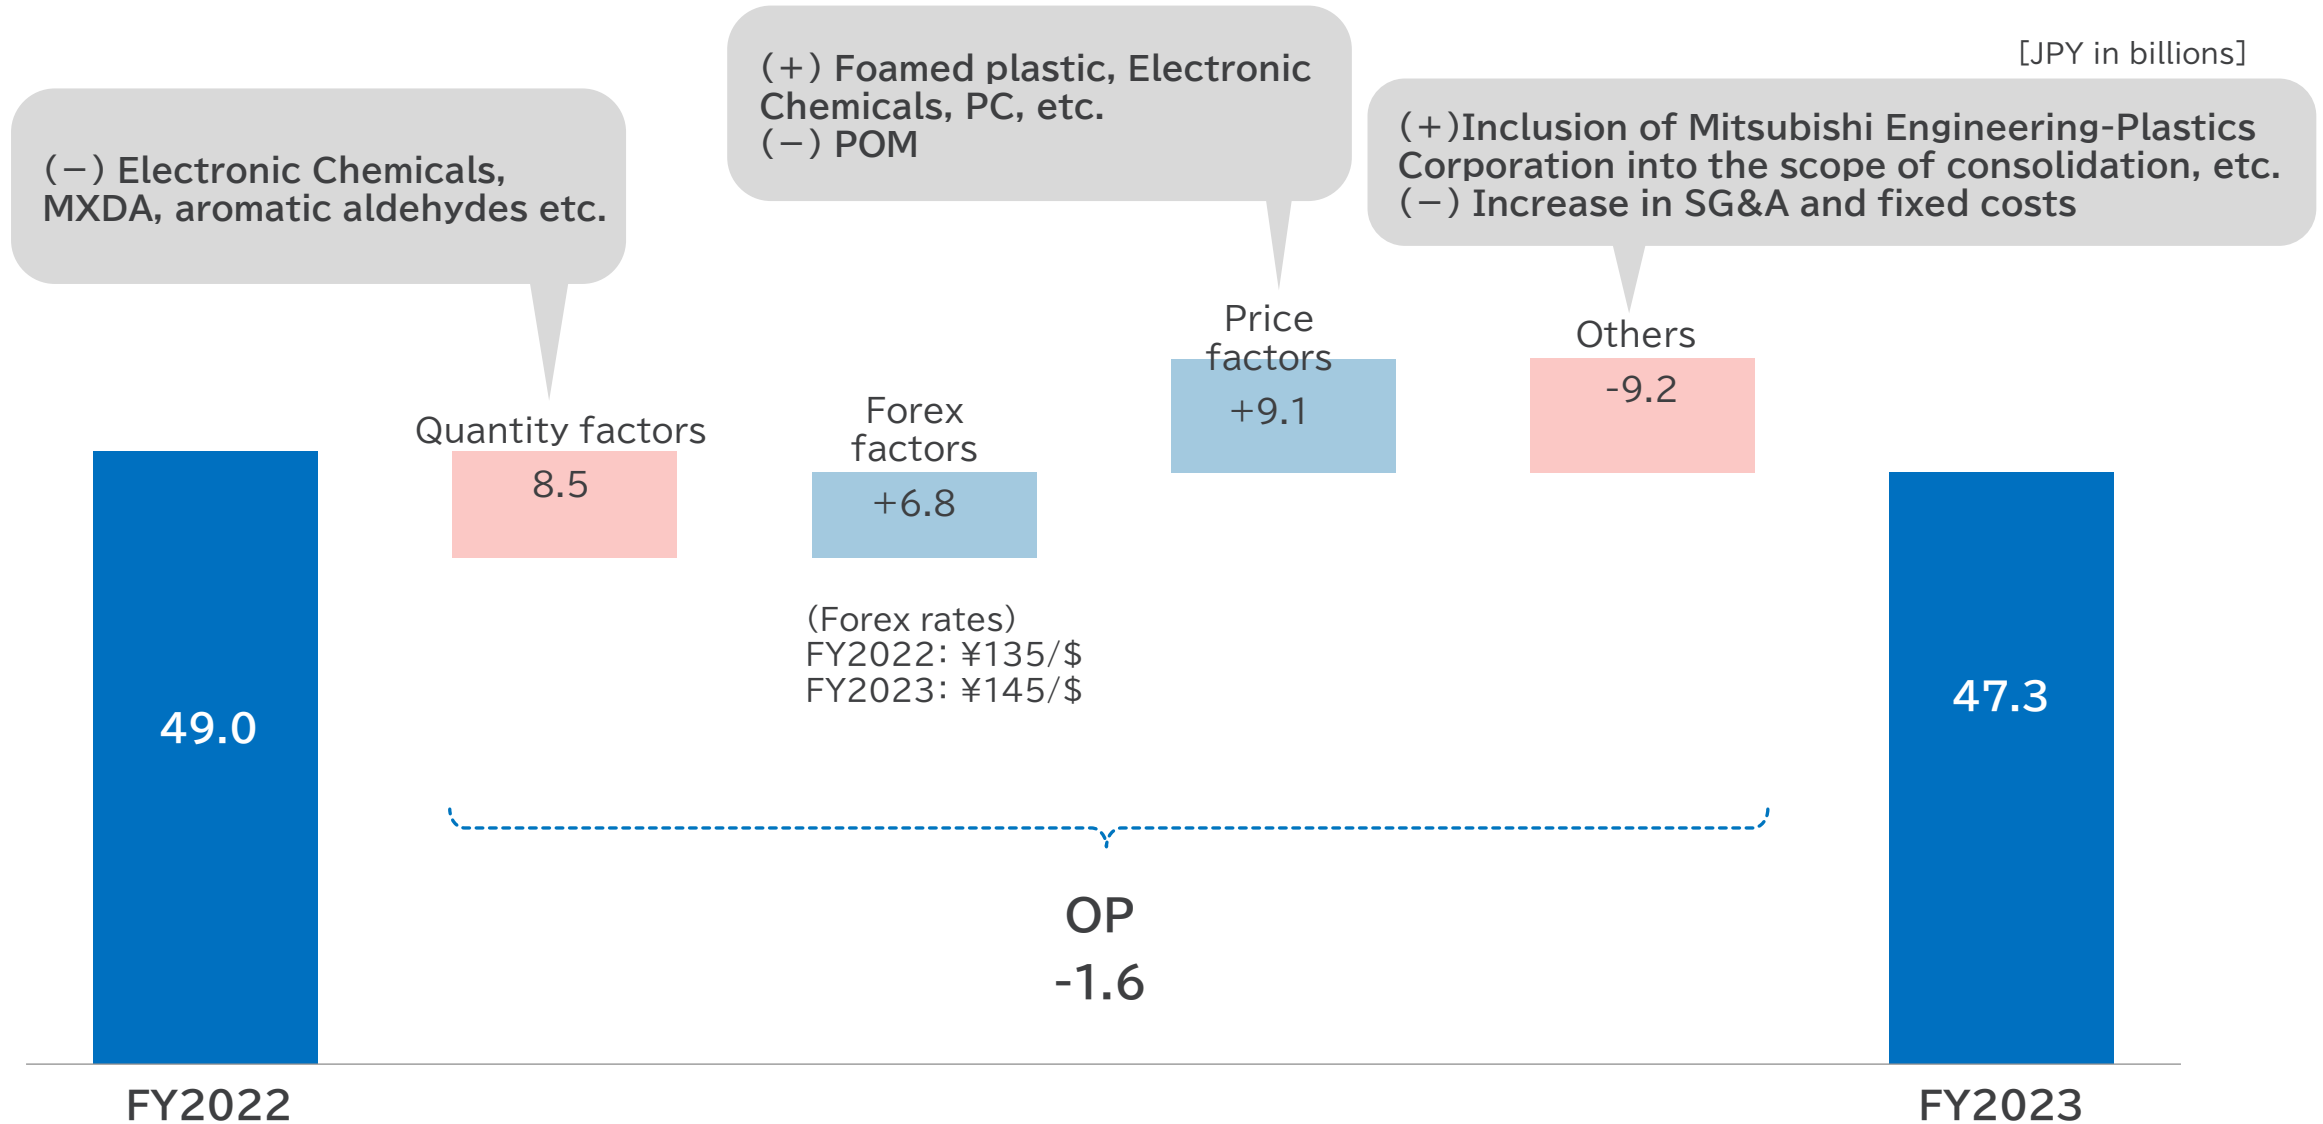 [JPY in billions]
(－) Electronic Chemicals,
MXDA, aromatic aldehydes etc.
(＋) Foamed plastic, Electronic
Chemicals, PC, etc.
(－) POM
(＋)Inclusion of Mitsubishi Engineering-Plastics
Corporation into the scope of consolidation, etc.
(－) Increase in SG&A and fixed costs
Quantity factors
8.5
Forex
factors
+6.8
Price
factors
+9.1
Others
-9.2
(Forex rates)
FY2022：¥135/$
FY2023：¥145/$
49.0
47.3
OP
-1.6
FY2022
FY2023